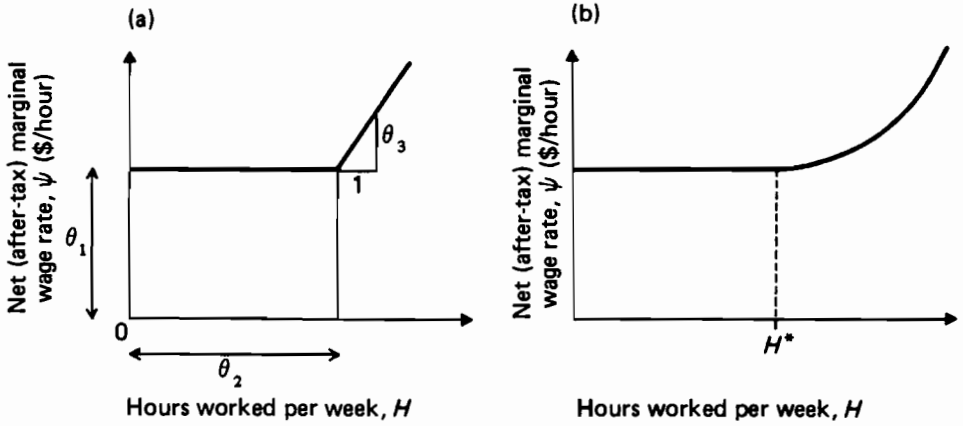 (a)
Net (after-tax) marginal
wage rate, ψ ($/hour)
θ1
θ3
1
0
θ2
Hours worked per week, H
(b)
Net (after-tax) marginal
wage rate, ψ ($/hour)
H*
Hours worked per week, H